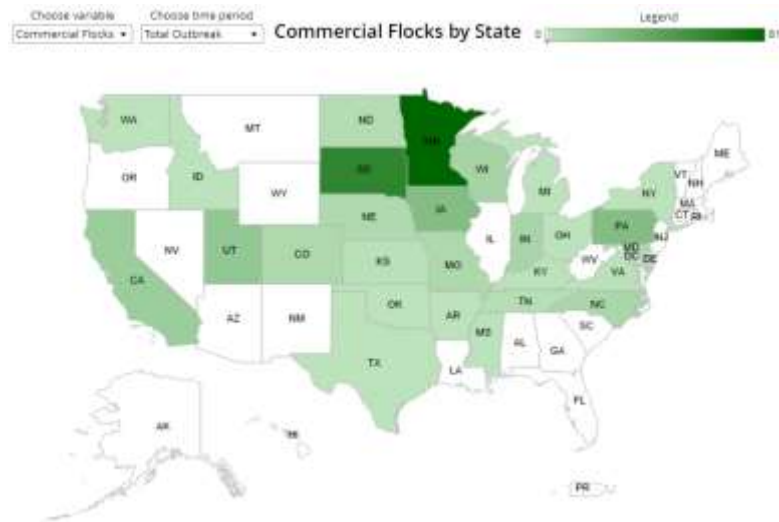 Choose variable
Choose time period
Commercial Flocks
Total Outbreak
Commercial Flocks by State
Legend
0
WA
MT
ND
ME
OR
ID
WY
WI
MI
VT
NH
NY
MA
CT
RI
NE
IA
PA
NJ
NV
UT
CO
IL
IN
OH
MD
DC
DE
WV
VA
CA
KS
MO
KY
AZ
NM
OK
AR
TN
NC
SC
MS
AL
GA
TX
LA
FL
AK
HI
PR